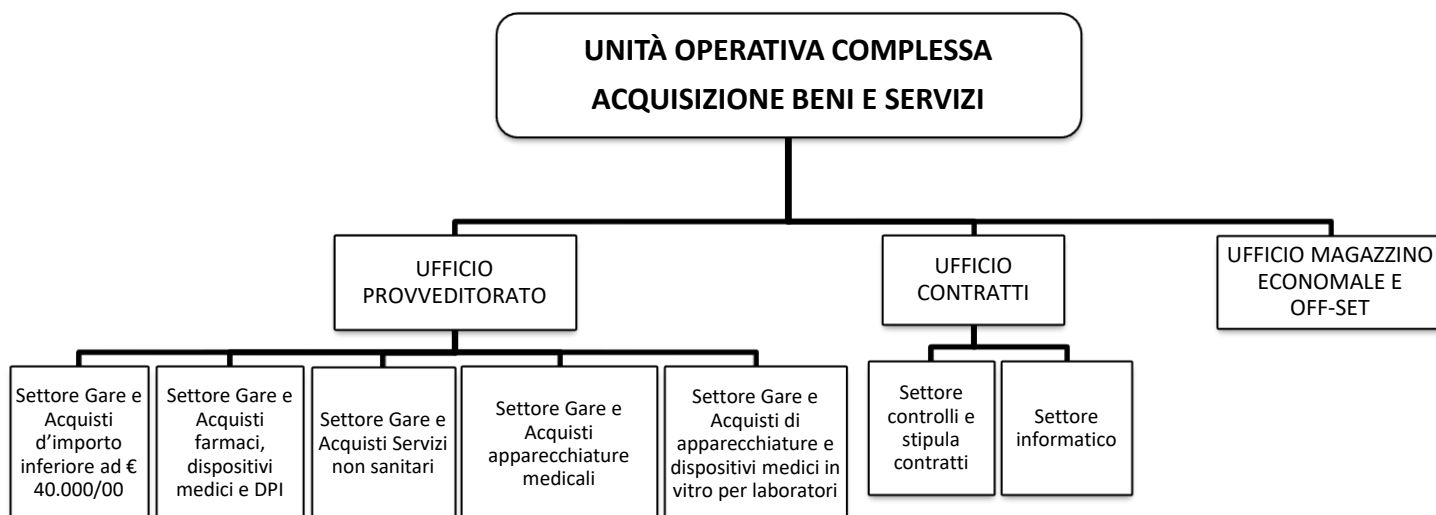 UNITÀ OPERATIVA COMPLESSA
ACQUISIZIONE BENI E SERVIZI
UFFICIO
PROVVEDITORATO
UFFICIO
CONTRATTI
UFFICIO MAGAZZINO
ECONOMALE E
OFF-SET
Settore Gare e
Acquisti
d’importo
inferiore ad €
40.000/00
Settore Gare e
Acquisti
farmaci,
dispositivi
medici e DPI
Settore Gare e
Acquisti Servizi
non sanitari
Settore Gare e
Acquisti
apparecchiature
medicali
Settore Gare e
Acquisti di
apparecchiature e
dispositivi medici in
vitro per laboratori
Settore
controlli e
stipula
contratti
Settore
informatico